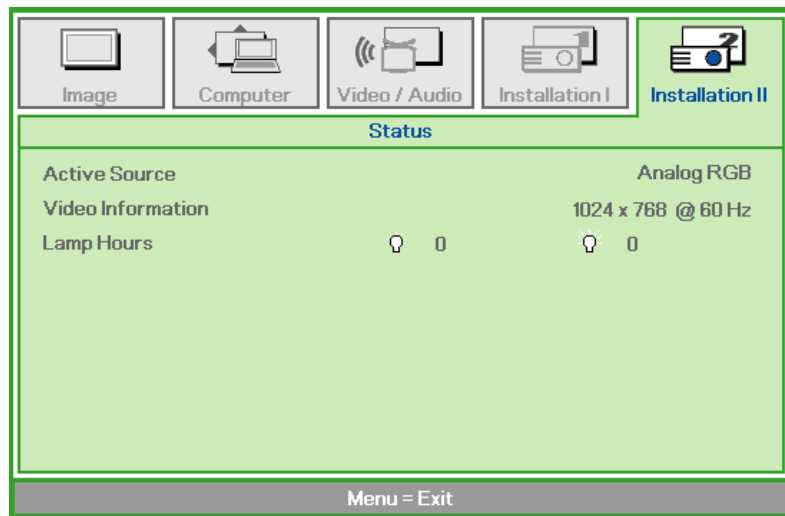 Image Computer Video / Audio Installation I Installation II
Status
Active Source Analog RGB
Video Information 1024 x 768 @ 60 Hz
Lamp Hours 0 0
Menu = Exit